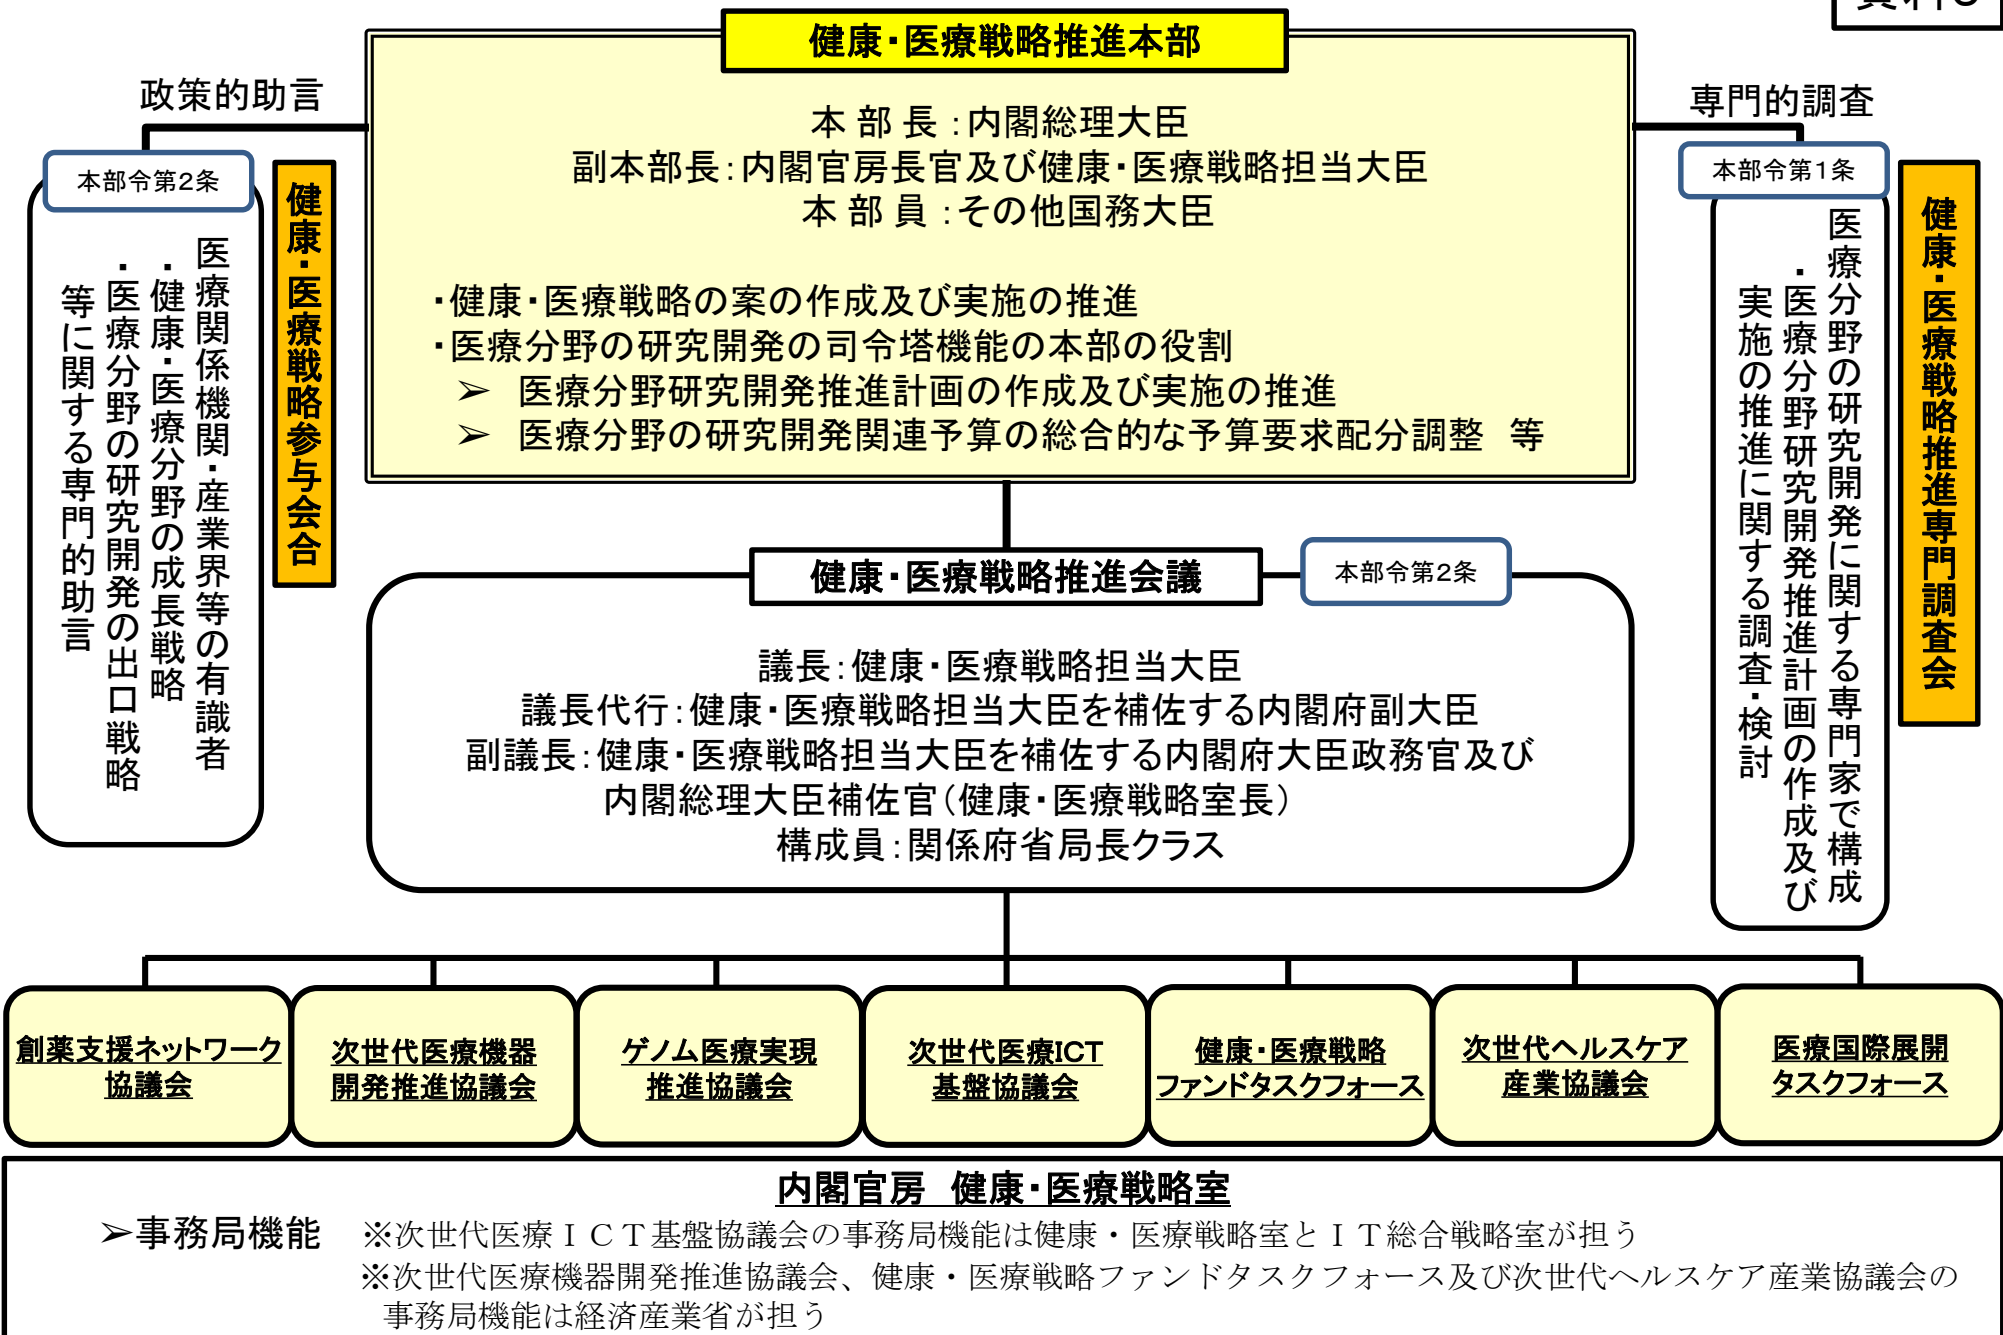 健康・医療戦略推進本部
政策的助言
専門的調査
本 部 長 ：内閣総理大臣
副本部長：内閣官房長官及び健康・医療戦略担当大臣
本 部 員 ：その他国務大臣
・健康・医療戦略の案の作成及び実施の推進
・医療分野の研究開発の司令塔機能の本部の役割
➢ 医療分野研究開発推進計画の作成及び実施の推進
➢ 医療分野の研究開発関連予算の総合的な予算要求配分調整 等
本部令第２条
健康・医療戦略参与会合
医療関係機関・産業界等の有識者
・健康・医療分野の成長戦略
・医療分野の研究開発の出口戦略
等に関する専門的助言
本部令第１条
健康・医療戦略推進専門調査会
医療分野の研究開発に関する専門家で構成
・医療分野研究開発推進計画の作成及び
実施の推進に関する調査・検討
健康・医療戦略推進会議
本部令第２条
議長：健康・医療戦略担当大臣
議長代行：健康・医療戦略担当大臣を補佐する内閣府副大臣
副議長：健康・医療戦略担当大臣を補佐する内閣府大臣政務官及び
内閣総理大臣補佐官（健康・医療戦略室長）
構成員：関係府省局長クラス
創薬支援ネットワーク
協議会
次世代医療機器
開発推進協議会
ゲノム医療実現
推進協議会
次世代医療ICT
基盤協議会
健康・医療戦略
ファンドタスクフォース
次世代ヘルスケア
産業協議会
医療国際展開
タスクフォース
内閣官房 健康・医療戦略室
➢事務局機能 ※次世代医療ＩＣＴ基盤協議会の事務局機能は健康・医療戦略室とＩＴ総合戦略室が担う
※次世代医療機器開発推進協議会、健康・医療戦略ファンドタスクフォース及び次世代ヘルスケア産業協議会の
事務局機能は経済産業省が担う